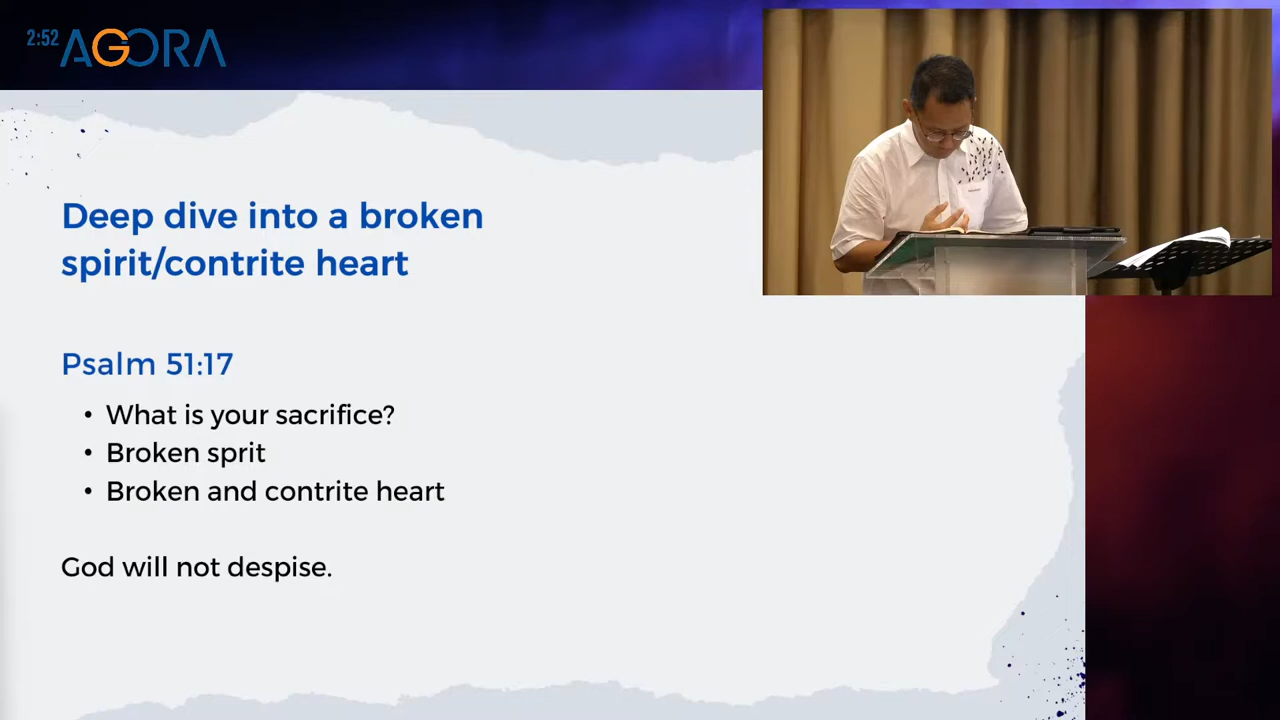 2:52 AGORA
Deep dive into a broken
spirit/contrite heart
Psalm 51:17
• What is your sacrifice?
• Broken sprit
• Broken and contrite heart
God will not despise.